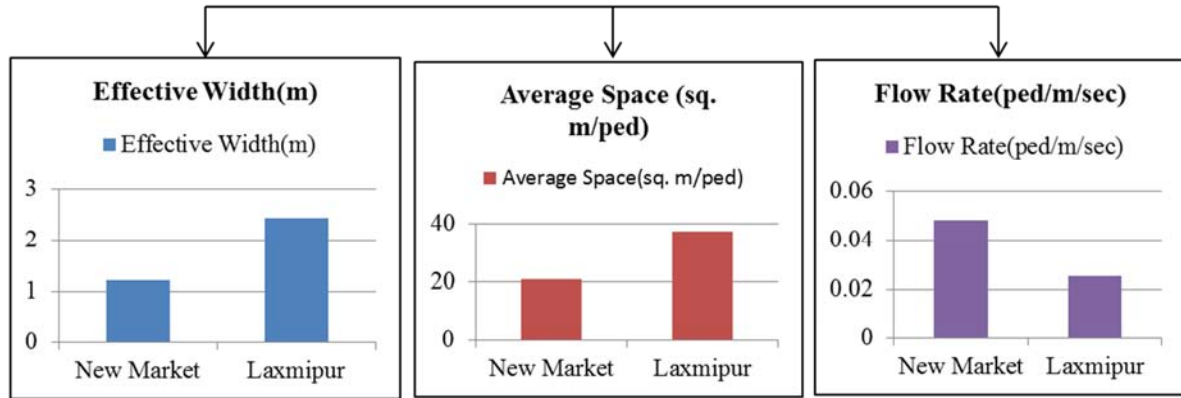 Effective Width(m)
Effective Width(m)
3
2
1
0
New Market
Laxmipur
Average Space (sq.
m/ped)
Average Space(sq. m/ped)
40
20
0
New Market
Laxmipur
Flow Rate(ped/m/sec)
Flow Rate(ped/m/sec)
0.06
0.04
0.02
0
New Market
Laxmipur